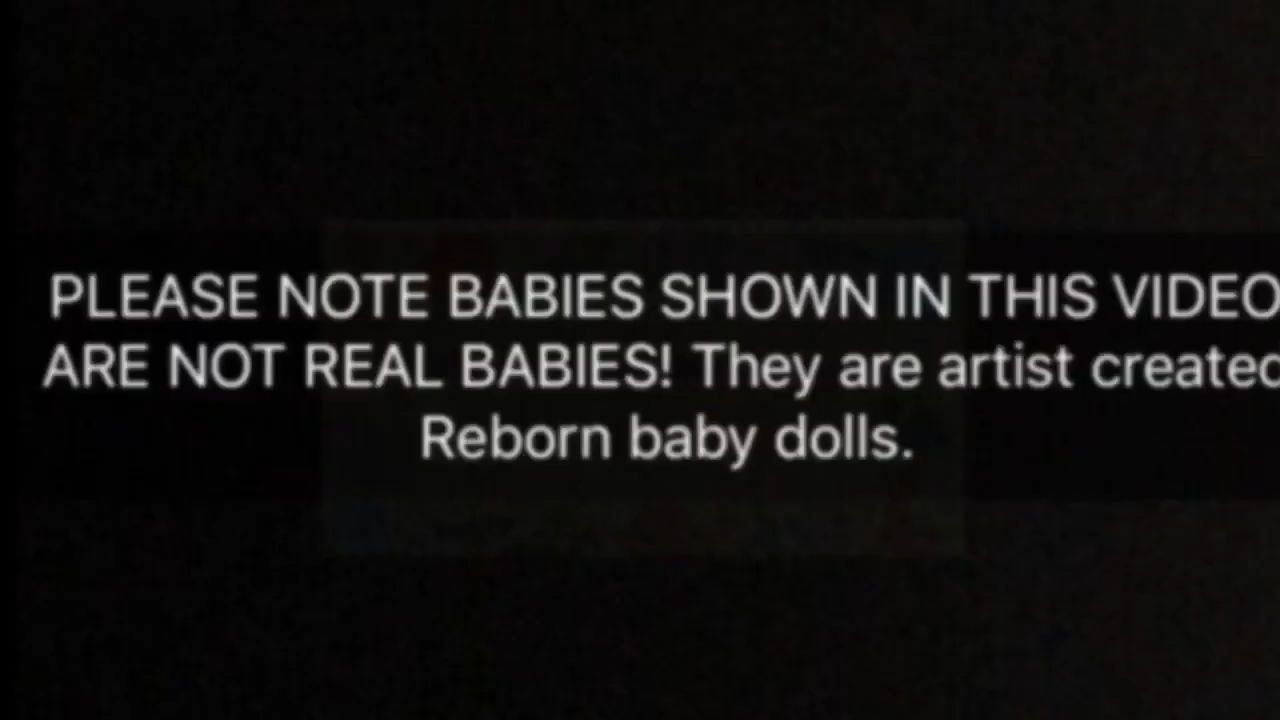 PLEASE NOTE BABIES SHOWN IN THIS VIDEO
ARE NOT REAL BABIES! They are artist created
Reborn baby dolls.